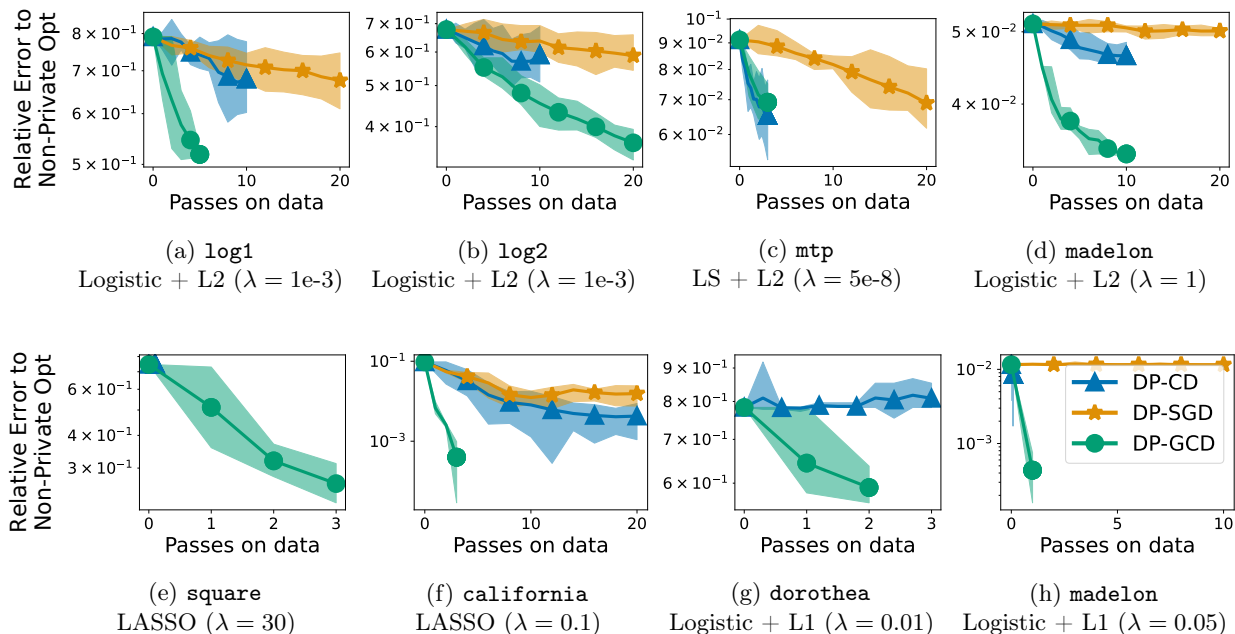 Relative Error to
Non-Private Opt
8 × 10⁻¹
7 × 10⁻¹
6 × 10⁻¹
5 × 10⁻¹
0 10 20
Passes on data
7 × 10⁻¹
6 × 10⁻¹
5 × 10⁻¹
4 × 10⁻¹
0 10 20
Passes on data
10⁻¹
9 × 10⁻²
8 × 10⁻²
7 × 10⁻²
6 × 10⁻²
0 10 20
Passes on data
5 × 10⁻²
4 × 10⁻²
0 10 20
Passes on data
(a) log1
Logistic + L2 (λ = 1e-3)
(b) log2
Logistic + L2 (λ = 1e-3)
(c) mtp
LS + L2 (λ = 5e-8)
(d) madelon
Logistic + L2 (λ = 1)
Relative Error to
Non-Private Opt
6 × 10⁻¹
4 × 10⁻¹
3 × 10⁻¹
0 1 2 3
Passes on data
10⁻¹
10⁻³
0 10 20
Passes on data
9 × 10⁻¹
8 × 10⁻¹
7 × 10⁻¹
6 × 10⁻¹
0 1 2 3
Passes on data
10⁻²
10⁻³
0 5 10
Passes on data
DP-CD
DP-SGD
DP-GCD
(e) square
LASSO (λ = 30)
(f) california
LASSO (λ = 0.1)
(g) dorothea
Logistic + L1 (λ = 0.01)
(h) madelon
Logistic + L1 (λ = 0.05)